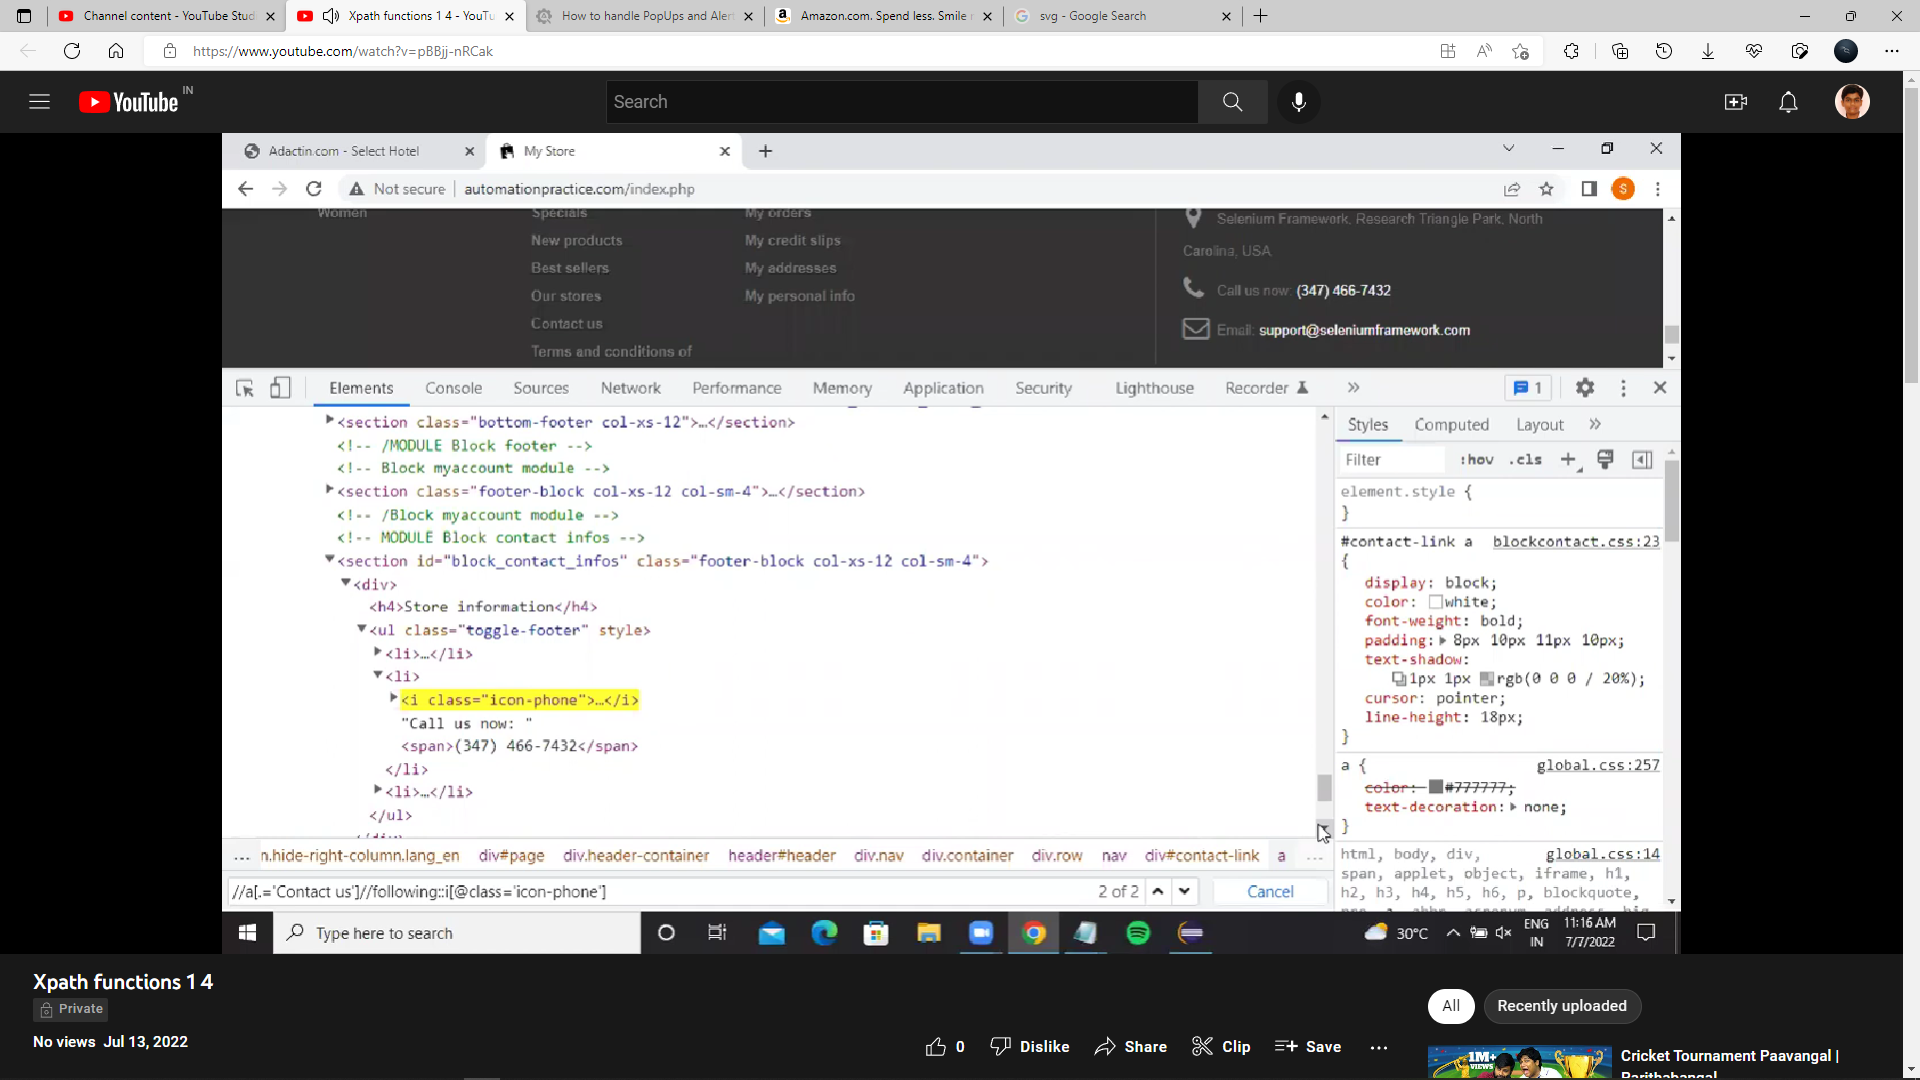 Channel content - YouTube Stud
Xpath functions 1 4 - YouTu
How to handle PopUps and Aler
Amazon.com. Spend less. Smile
svg - Google Search
https://www.youtube.com/watch?v=pBBjj-nRCak
YouTube IN
Search
Adactin.com - Select Hotel
My Store
Not secure
automationpractice.com/index.php
Women
Specials
My orders
Selenium Framework, Research Triangle Park, North
New products
My credit slips
Carolina, USA
Best sellers
My addresses
Our stores
My personal info
Call us now: (347) 466-7432
Contact us
Email: support@seleniumframework.com
Terms and conditions of
Elements Console Sources Network Performance Memory Application Security Lighthouse Recorder
1
<section class="bottom-footer col-xs-12">…</section>
<!-- /MODULE Block footer -->
<!-- Block myaccount module -->
<section class="footer-block col-xs-12 col-sm-4">…</section>
<!-- /Block myaccount module -->
<!-- MODULE Block contact infos -->
<section id="block_contact_infos" class="footer-block col-xs-12 col-sm-4">
<div>
<h4>Store information</h4>
<ul class="toggle-footer" style>
<li>…</li>
<li>
<i class="icon-phone">…</i>
"Call us now: "
<span>(347) 466-7432</span>
</li>
<li>…</li>
</ul>
Styles Computed Layout
Filter :hov .cls
element.style {
}
#contact-link a blockcontact.css:23
{
display: block;
color: white;
font-weight: bold;
padding: 8px 10px 11px 10px;
text-shadow:
1px 1px rgb(0 0 0 / 20%);
cursor: pointer;
line-height: 18px;
}
a { global.css:257
color: #777777;
text-decoration: none;
}
html, body, div, global.css:14
span, applet, object, iframe, h1,
h2, h3, h4, h5, h6, p, blockquote,
... n.hide-right-column.lang_en div#page div.header-container header#header div.nav div.container div.row nav div#contact-link a ...
//a[.='Contact us']//following::i[@class='icon-phone']
2 of 2
Cancel
Type here to search
30°C
ENG
IN
11:16 AM
7/7/2022
Xpath functions 1 4
Private
No views Jul 13, 2022
0
Dislike
Share
Clip
Save
All
Recently uploaded
1M+
VIEWS
Cricket Tournament Paavangal |
Parithabangal